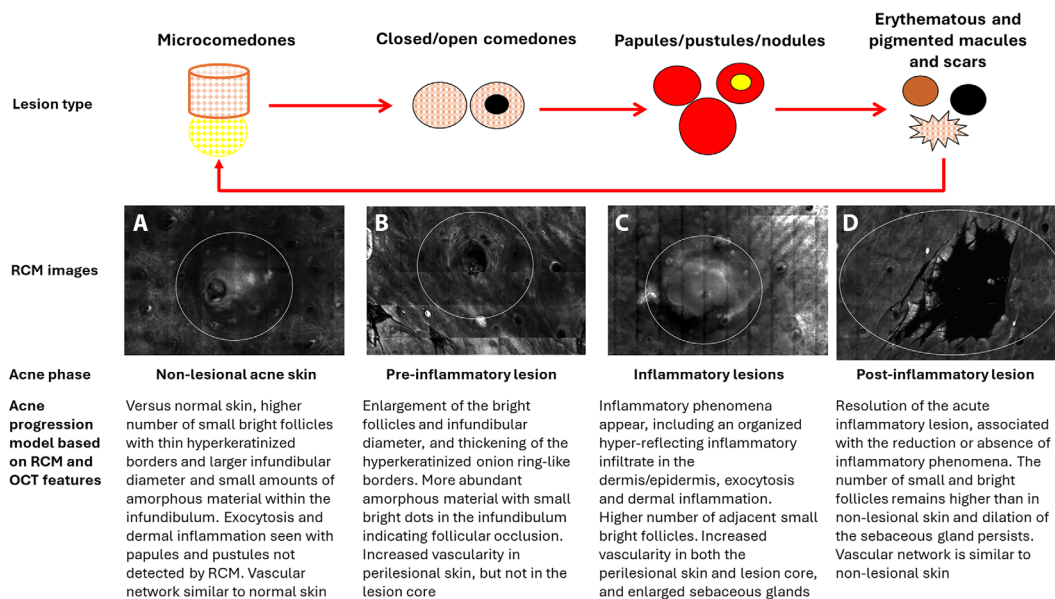 Microcomedones
Closed/open comedones
Papules/pustules/nodules
Erythematous and
pigmented macules
and scars
Lesion type
RCM images
A
B
C
D
Acne phase
Non-lesional acne skin
Pre-inflammatory lesion
Inflammatory lesions
Post-inflammatory lesion
Acne
progression
model based
on RCM and
OCT features
Versus normal skin, higher
number of small bright follicles
with thin hyperkeratinized
borders and larger infundibular
diameter and small amounts of
amorphous material within the
infundibulum. Exocytosis and
dermal inflammation seen with
papules and pustules not
detected by RCM. Vascular
network similar to normal skin
Enlargement of the bright
follicles and infundibular
diameter, and thickening of the
hyperkeratinized onion ring-like
borders. More abundant
amorphous material with small
bright dots in the infundibulum
indicating follicular occlusion.
Increased vascularity in
perilesional skin, but not in the
lesion core
Inflammatory phenomena
appear, including an organized
hyper-reflecting inflammatory
infiltrate in the
dermis/epidermis, exocytosis
and dermal inflammation.
Higher number of adjacent small
bright follicles. Increased
vascularity in both the
perilesional skin and lesion core,
and enlarged sebaceous glands
Resolution of the acute
inflammatory lesion, associated
with the reduction or absence of
inflammatory phenomena. The
number of small and bright
follicles remains higher than in
non-lesional skin and dilation of
the sebaceous gland persists.
Vascular network is similar to
non-lesional skin